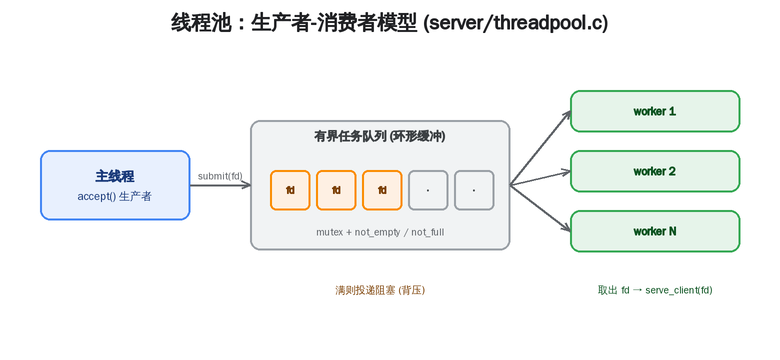 线程池：生产者-消费者模型 (server/threadpool.c)
主线程
accept() 生产者
submit(fd)
有界任务队列 (环形缓冲)
fd fd fd · ·
mutex + not_empty / not_full
满则投递阻塞 (背压)
worker 1
worker 2
worker N
取出 fd → serve_client(fd)